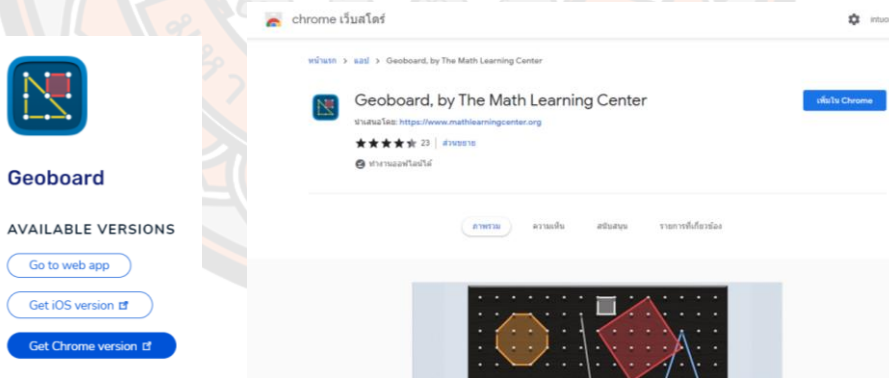 Geoboard
AVAILABLE VERSIONS
Go to web app
Get iOS version
Get Chrome version
chrome เว็บสโตร์
หน้าแรก > แอป > Geoboard, by The Math Learning Center
Geoboard, by The Math Learning Center
เพิ่มใน Chrome
นำเสนอโดย: https://www.mathlearningcenter.org
23 | ส่วนขยาย
ทำงานออฟไลน์ได้
ภาพรวม ความเห็น สนับสนุน รายการที่เกี่ยวข้อง